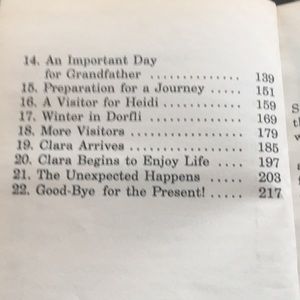 14. An Important Day
for Grandfather .............. 139
15. Preparation for a Journey ..... 151
16. A Visitor for Heidi ............ 159
17. Winter in Dorfli .............. 169
18. More Visitors ................ 179
19. Clara Arrives ................ 185
20. Clara Begins to Enjoy Life .... 197
21. The Unexpected Happens ..... 203
22. Good-Bye for the Present! ..... 217